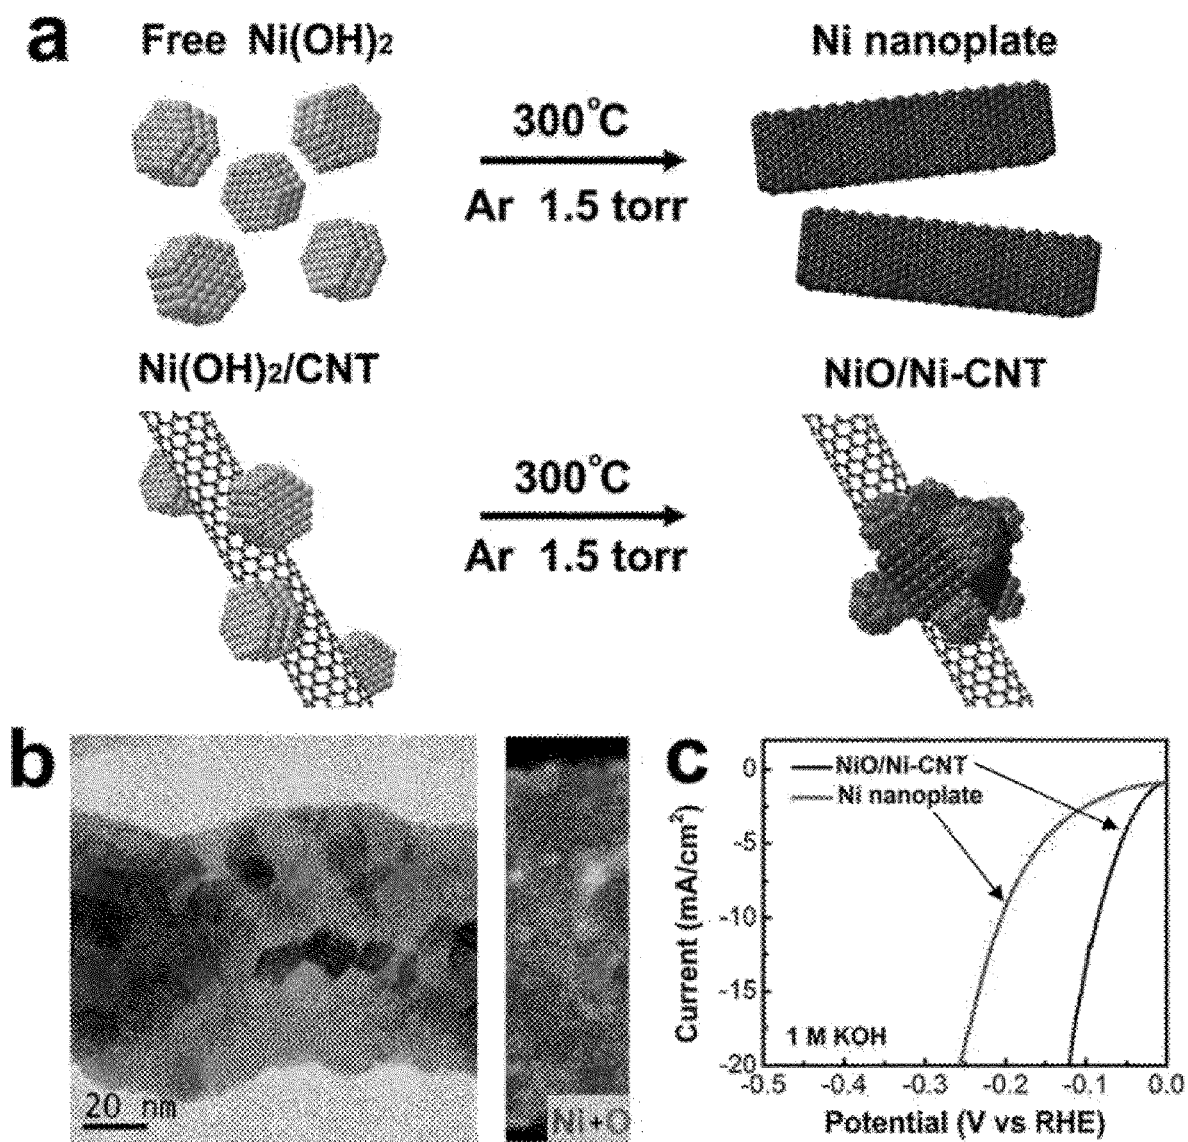 a
Free Ni(OH)2
Ni nanoplate
300°C
Ar 1.5 torr
Ni(OH)2/CNT
NiO/Ni-CNT
300°C
Ar 1.5 torr
b
20 nm
Ni+O
c
NiO/Ni-CNT
Ni nanoplate
0
-5
-10
-15
-20
Current (mA/cm²)
1 M KOH
-0.5 -0.4 -0.3 -0.2 -0.1 0.0
Potential (V vs RHE)